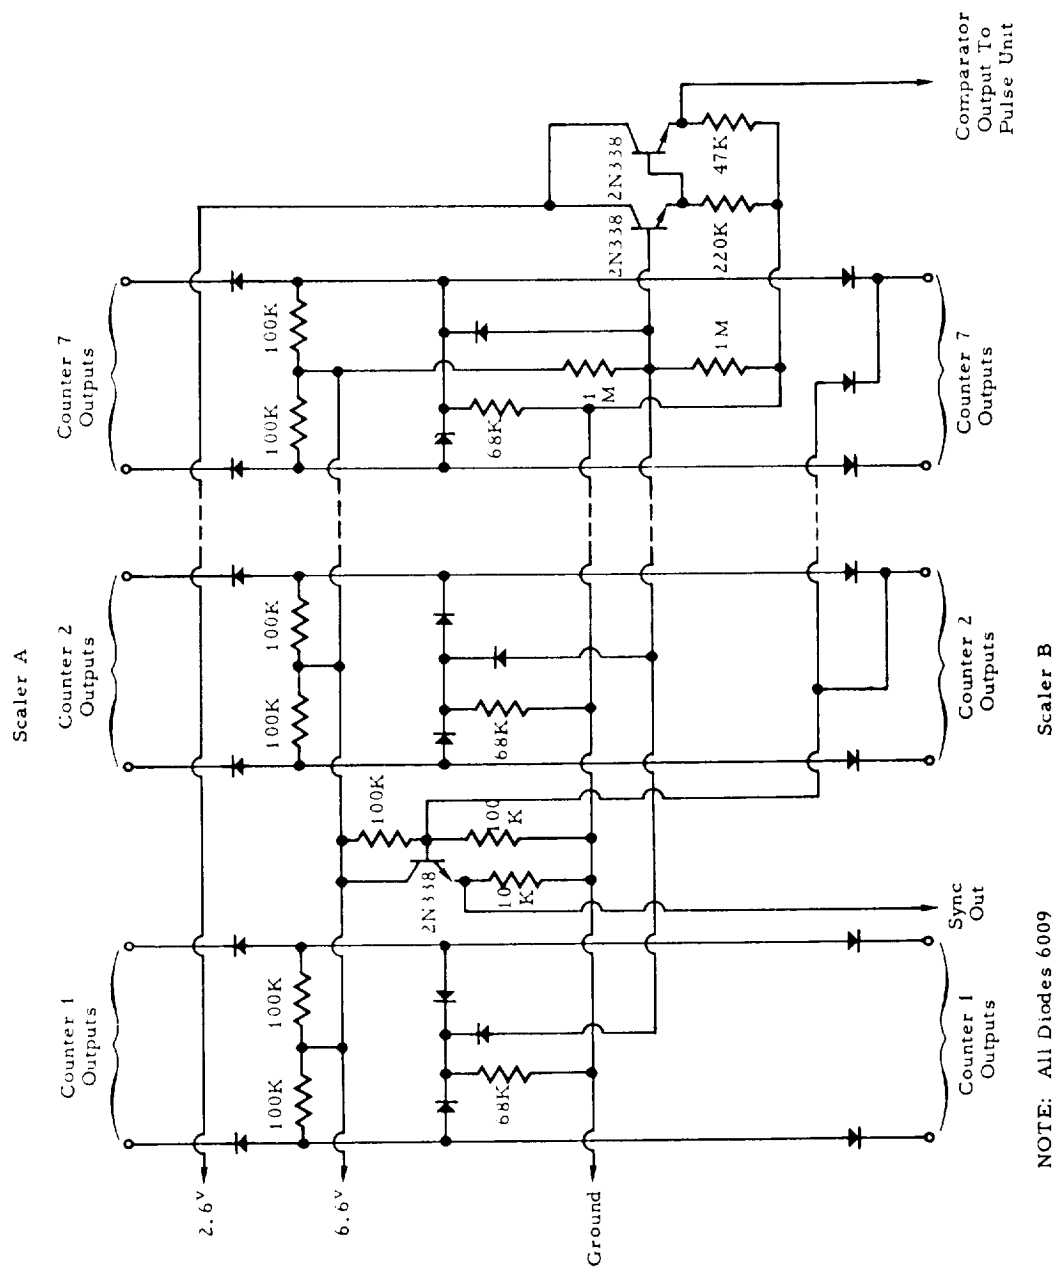 Scaler A
Counter 1
Outputs
Counter 2
Outputs
Counter 7
Outputs
2.6v
6.6v
Ground
100K
100K
100K
100K
100K
100K
100K
2N338
100
K
10
K
68K
68K
68K
1
M
1M
2N338
2N338
220K
47K
Sync
Out
Counter 1
Outputs
Counter 2
Outputs
Counter 7
Outputs
Comparator
Output To
Pulse Unit
Scaler B
NOTE: All Diodes 6009